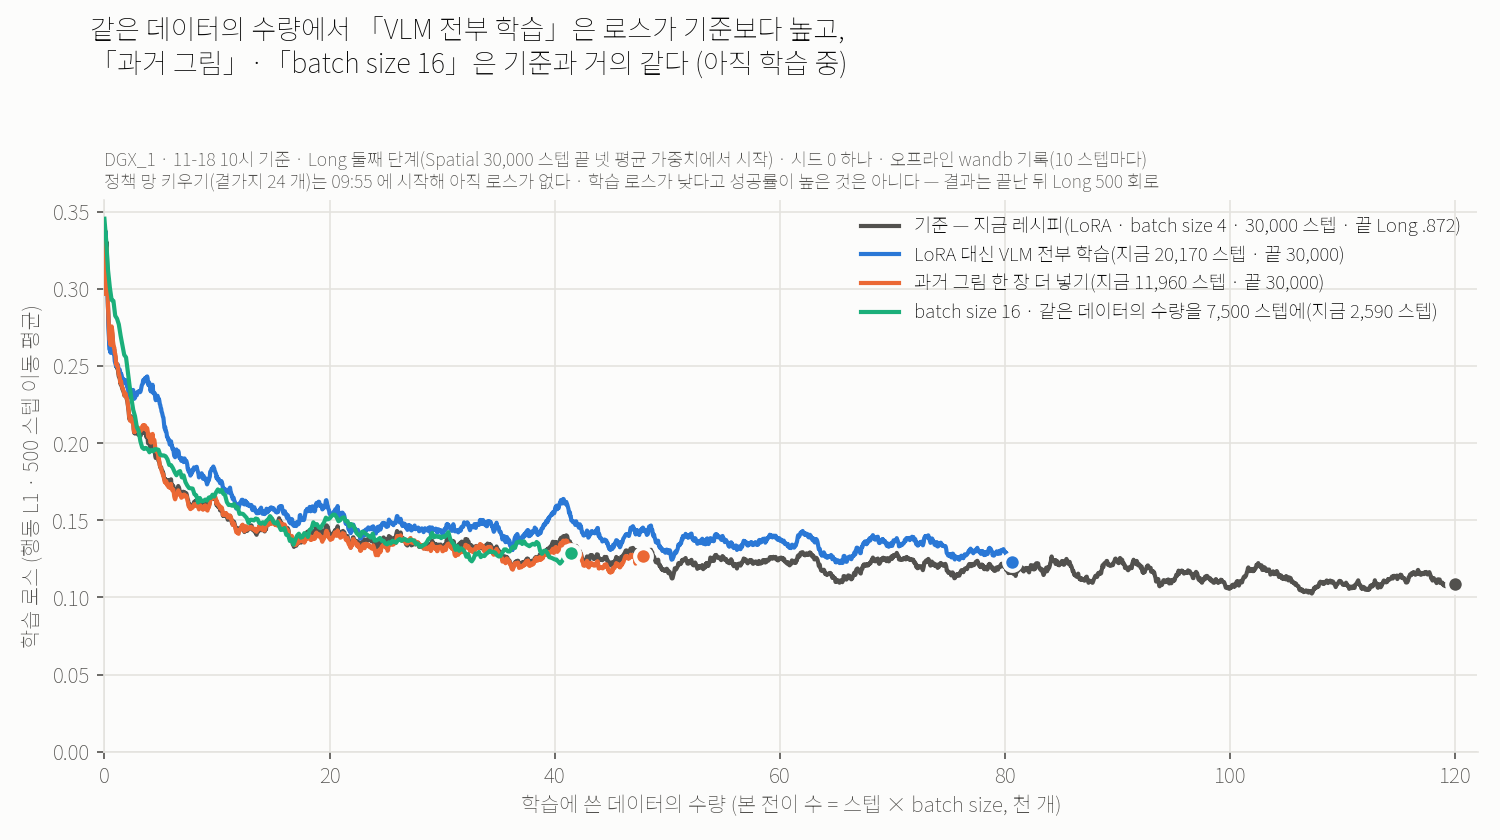 같은 데이터의 수량에서 「VLM 전부 학습」은 로스가 기준보다 높고,
「과거 그림」·「batch size 16」은 기준과 거의 같다 (아직 학습 중)
DGX_1 · 11-18 10시 기준 · Long 둘째 단계(Spatial 30,000 스텝 끝 넷 평균 가중치에서 시작) · 시드 0 하나 · 오프라인 wandb 기록(10 스텝마다)
정책 망 키우기(곁가지 24 개)는 09:55 에 시작해 아직 로스가 없다 · 학습 로스가 낮다고 성공률이 높은 것은 아니다 — 결과는 끝난 뒤 Long 500 회로
기준 — 지금 레시피(LoRA · batch size 4 · 30,000 스텝 · 끝 Long .872)
LoRA 대신 VLM 전부 학습(지금 20,170 스텝 · 끝 30,000)
과거 그림 한 장 더 넣기(지금 11,960 스텝 · 끝 30,000)
batch size 16 · 같은 데이터의 수량을 7,500 스텝에(지금 2,590 스텝)
학습 로스 (행동 L1 · 500 스텝 이동 평균)
0.35
0.30
0.25
0.20
0.15
0.10
0.05
0.00
0
20
40
60
80
100
120
학습에 쓴 데이터의 수량 (본 전이 수 = 스텝 × batch size, 천 개)